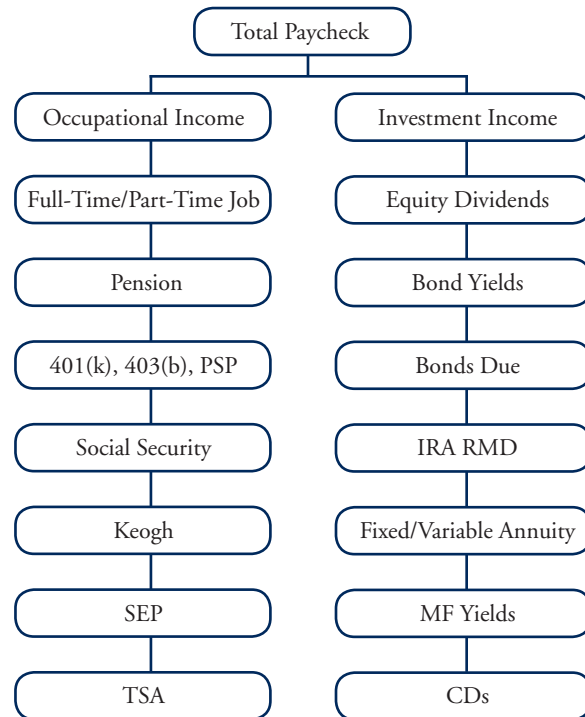 Total Paycheck
Occupational Income
Investment Income
Full-Time/Part-Time Job
Equity Dividends
Pension
Bond Yields
401(k), 403(b), PSP
Bonds Due
Social Security
IRA RMD
Keogh
Fixed/Variable Annuity
SEP
MF Yields
TSA
CDs